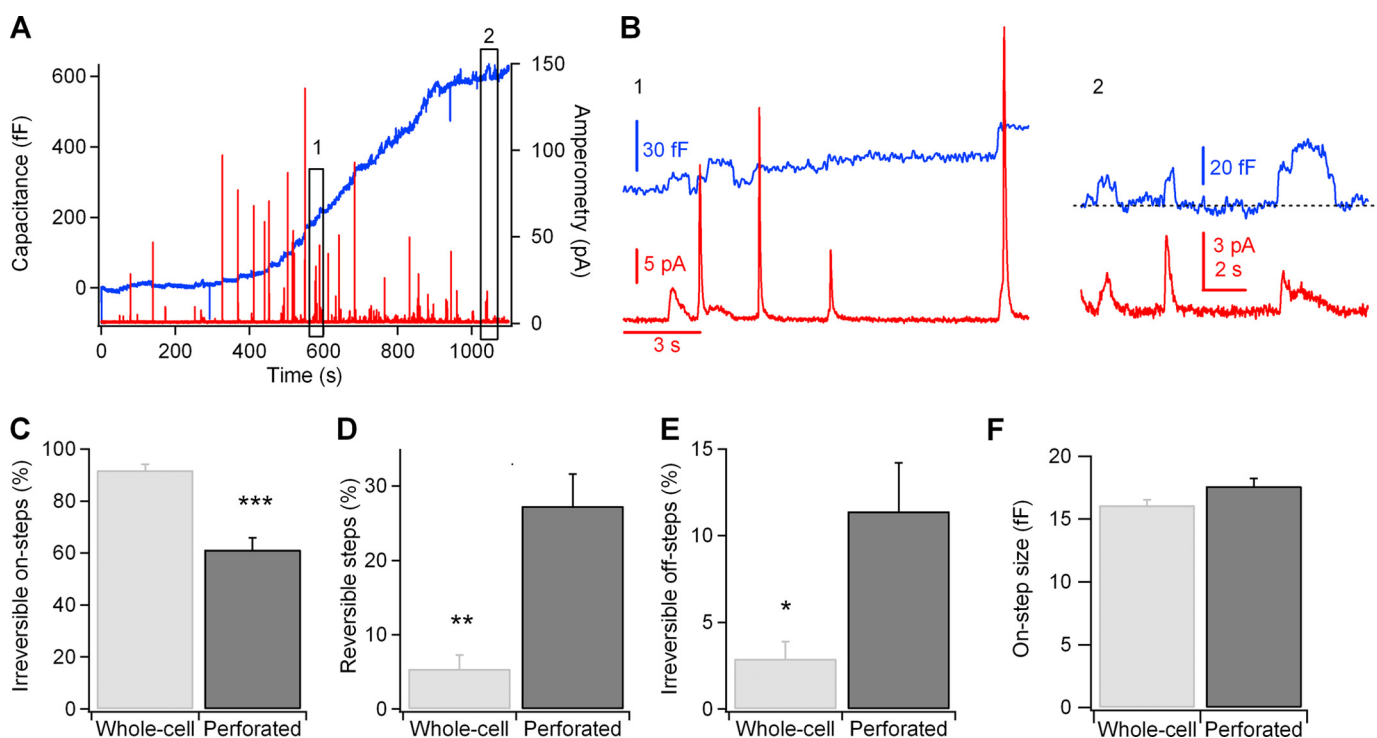 A
Capacitance (fF)
600
400
200
0
1
2
150
100
50
0
Amperometry (pA)
0 200 400 600 800 1000
Time (s)
B
1
30 fF
5 pA
3 s
2
20 fF
3 pA
2 s
C
Irreversible on-steps (%)
100
80
60
40
20
0
***
Whole-cell Perforated
D
Reversible steps (%)
30
20
10
0
**
Whole-cell Perforated
E
Irreversible off-steps (%)
15
10
5
0
*
Whole-cell Perforated
F
On-step size (fF)
20
15
10
5
0
Whole-cell Perforated